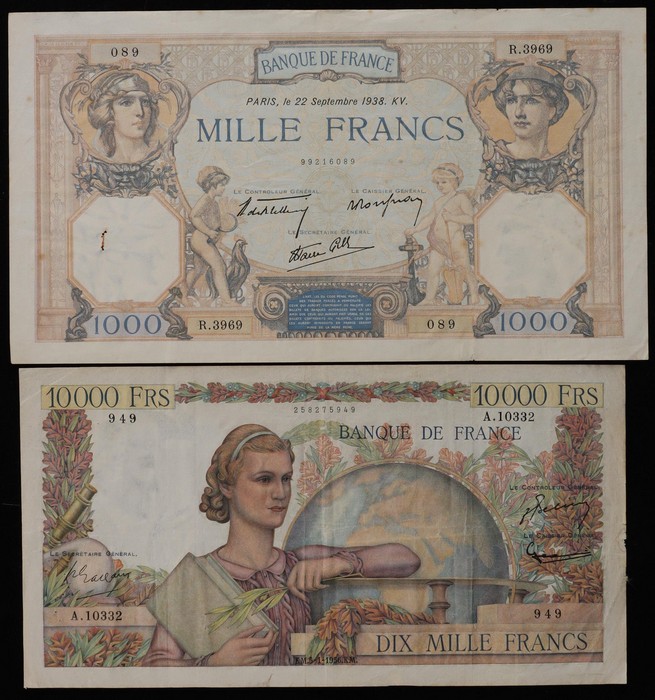 089
BANQUE DE FRANCE
R.3969
PARIS, le 22 Septembre 1938. KV.
MILLE FRANCS
99216089
LE CONTROLEUR GÉNÉRAL,
LE CAISSIER GÉNÉRAL,
LE SECRÉTAIRE GÉNÉRAL
1000
R.3969
089
1000
10000 FRS
10000 FRS
949
258275949
A.10332
BANQUE DE FRANCE
LE CONTROLEUR GÉNÉRAL,
LE CAISSIER GÉNÉRAL
LE SECRÉTAIRE GÉNÉRAL,
A.10332
949
DIX MILLE FRANCS